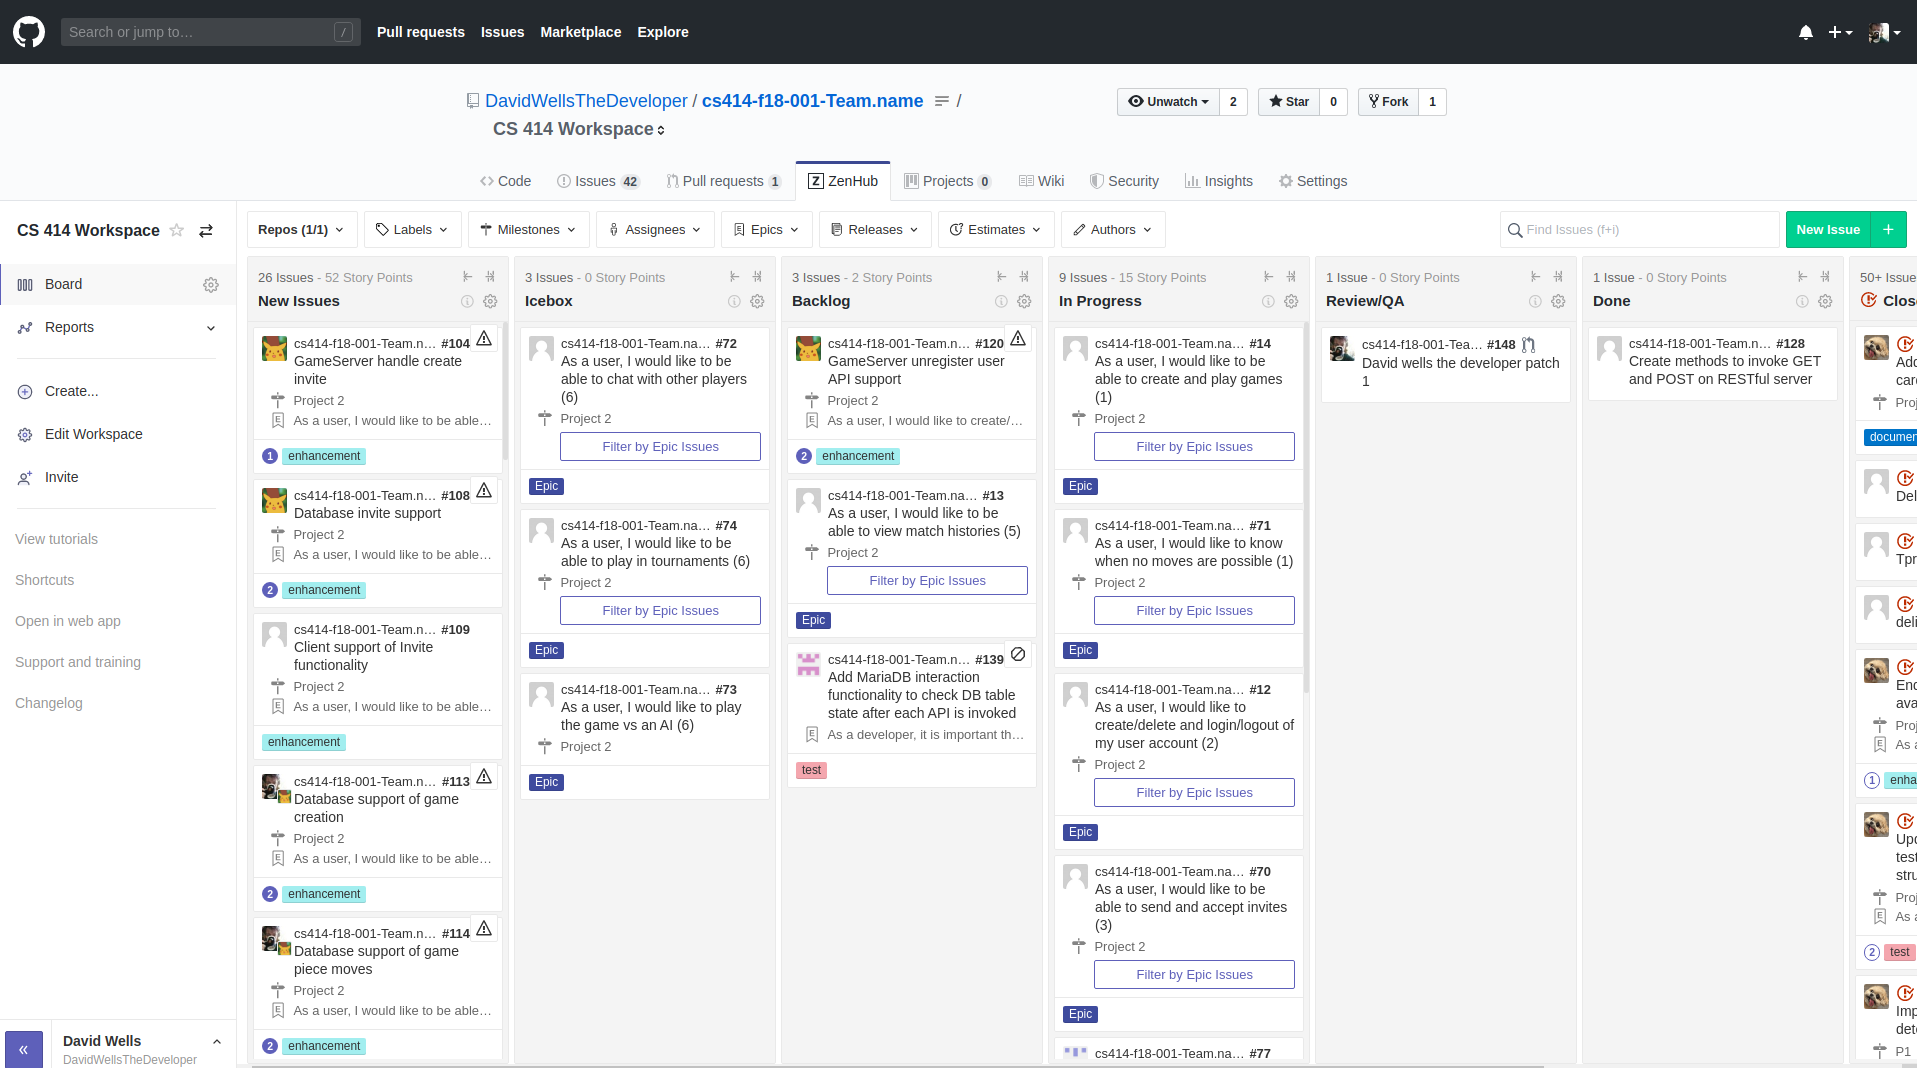 Search or jump to… /
Pull requests Issues Marketplace Explore
DavidWellsTheDeveloper / cs414-f18-001-Team.name /
CS 414 Workspace
Unwatch 2 Star 0 Fork 1
Code Issues 42 Pull requests 1 ZenHub Projects 0 Wiki Security Insights Settings
CS 414 Workspace
Board
Reports
Create...
Edit Workspace
Invite
View tutorials
Shortcuts
Open in web app
Support and training
Changelog
«
David Wells
DavidWellsTheDeveloper
Repos (1/1) Labels Milestones Assignees Epics Releases Estimates Authors
Find Issues (f+i)
New Issue +
26 Issues - 52 Story Points
New Issues
cs414-f18-001-Team.n… #104
GameServer handle create
invite
Project 2
As a user, I would like to be able…
1 enhancement
cs414-f18-001-Team.n… #108
Database invite support
Project 2
As a user, I would like to be able…
2 enhancement
cs414-f18-001-Team.n… #109
Client support of Invite
functionality
Project 2
As a user, I would like to be able…
enhancement
cs414-f18-001-Team.n… #113
Database support of game
creation
Project 2
As a user, I would like to be able…
2 enhancement
cs414-f18-001-Team.n… #114
Database support of game
piece moves
Project 2
As a user, I would like to be able…
2 enhancement
3 Issues - 0 Story Points
Icebox
cs414-f18-001-Team.na… #72
As a user, I would like to be
able to chat with other players
(6)
Project 2
Filter by Epic Issues
Epic
cs414-f18-001-Team.na… #74
As a user, I would like to be
able to play in tournaments (6)
Project 2
Filter by Epic Issues
Epic
cs414-f18-001-Team.na… #73
As a user, I would like to play
the game vs an AI (6)
Project 2
Epic
3 Issues - 2 Story Points
Backlog
cs414-f18-001-Team.n… #120
GameServer unregister user
API support
Project 2
As a user, I would like to create/…
2 enhancement
cs414-f18-001-Team.na… #13
As a user, I would like to be
able to view match histories (5)
Project 2
Filter by Epic Issues
Epic
cs414-f18-001-Team.n… #139
Add MariaDB interaction
functionality to check DB table
state after each API is invoked
As a developer, it is important th…
test
9 Issues - 15 Story Points
In Progress
cs414-f18-001-Team.na… #14
As a user, I would like to be
able to create and play games
(1)
Project 2
Filter by Epic Issues
Epic
cs414-f18-001-Team.na… #71
As a user, I would like to know
when no moves are possible (1)
Project 2
Filter by Epic Issues
Epic
cs414-f18-001-Team.na… #12
As a user, I would like to
create/delete and login/logout of
my user account (2)
Project 2
Filter by Epic Issues
Epic
cs414-f18-001-Team.na… #70
As a user, I would like to be
able to send and accept invites
(3)
Project 2
Filter by Epic Issues
Epic
cs414-f18-001-Team.na… #77
1 Issue - 0 Story Points
Review/QA
cs414-f18-001-Tea… #148
David wells the developer patch
1
1 Issue - 0 Story Points
Done
cs414-f18-001-Team.n… #128
Create methods to invoke GET
and POST on RESTful server
50+ Issue
Close
Add
card
Proj
documen
Del
Tpr
deli
End
ava
Proj
As a
1 enha
Upd
test
stru
Proj
As a
2 test
Imp
dete
P1